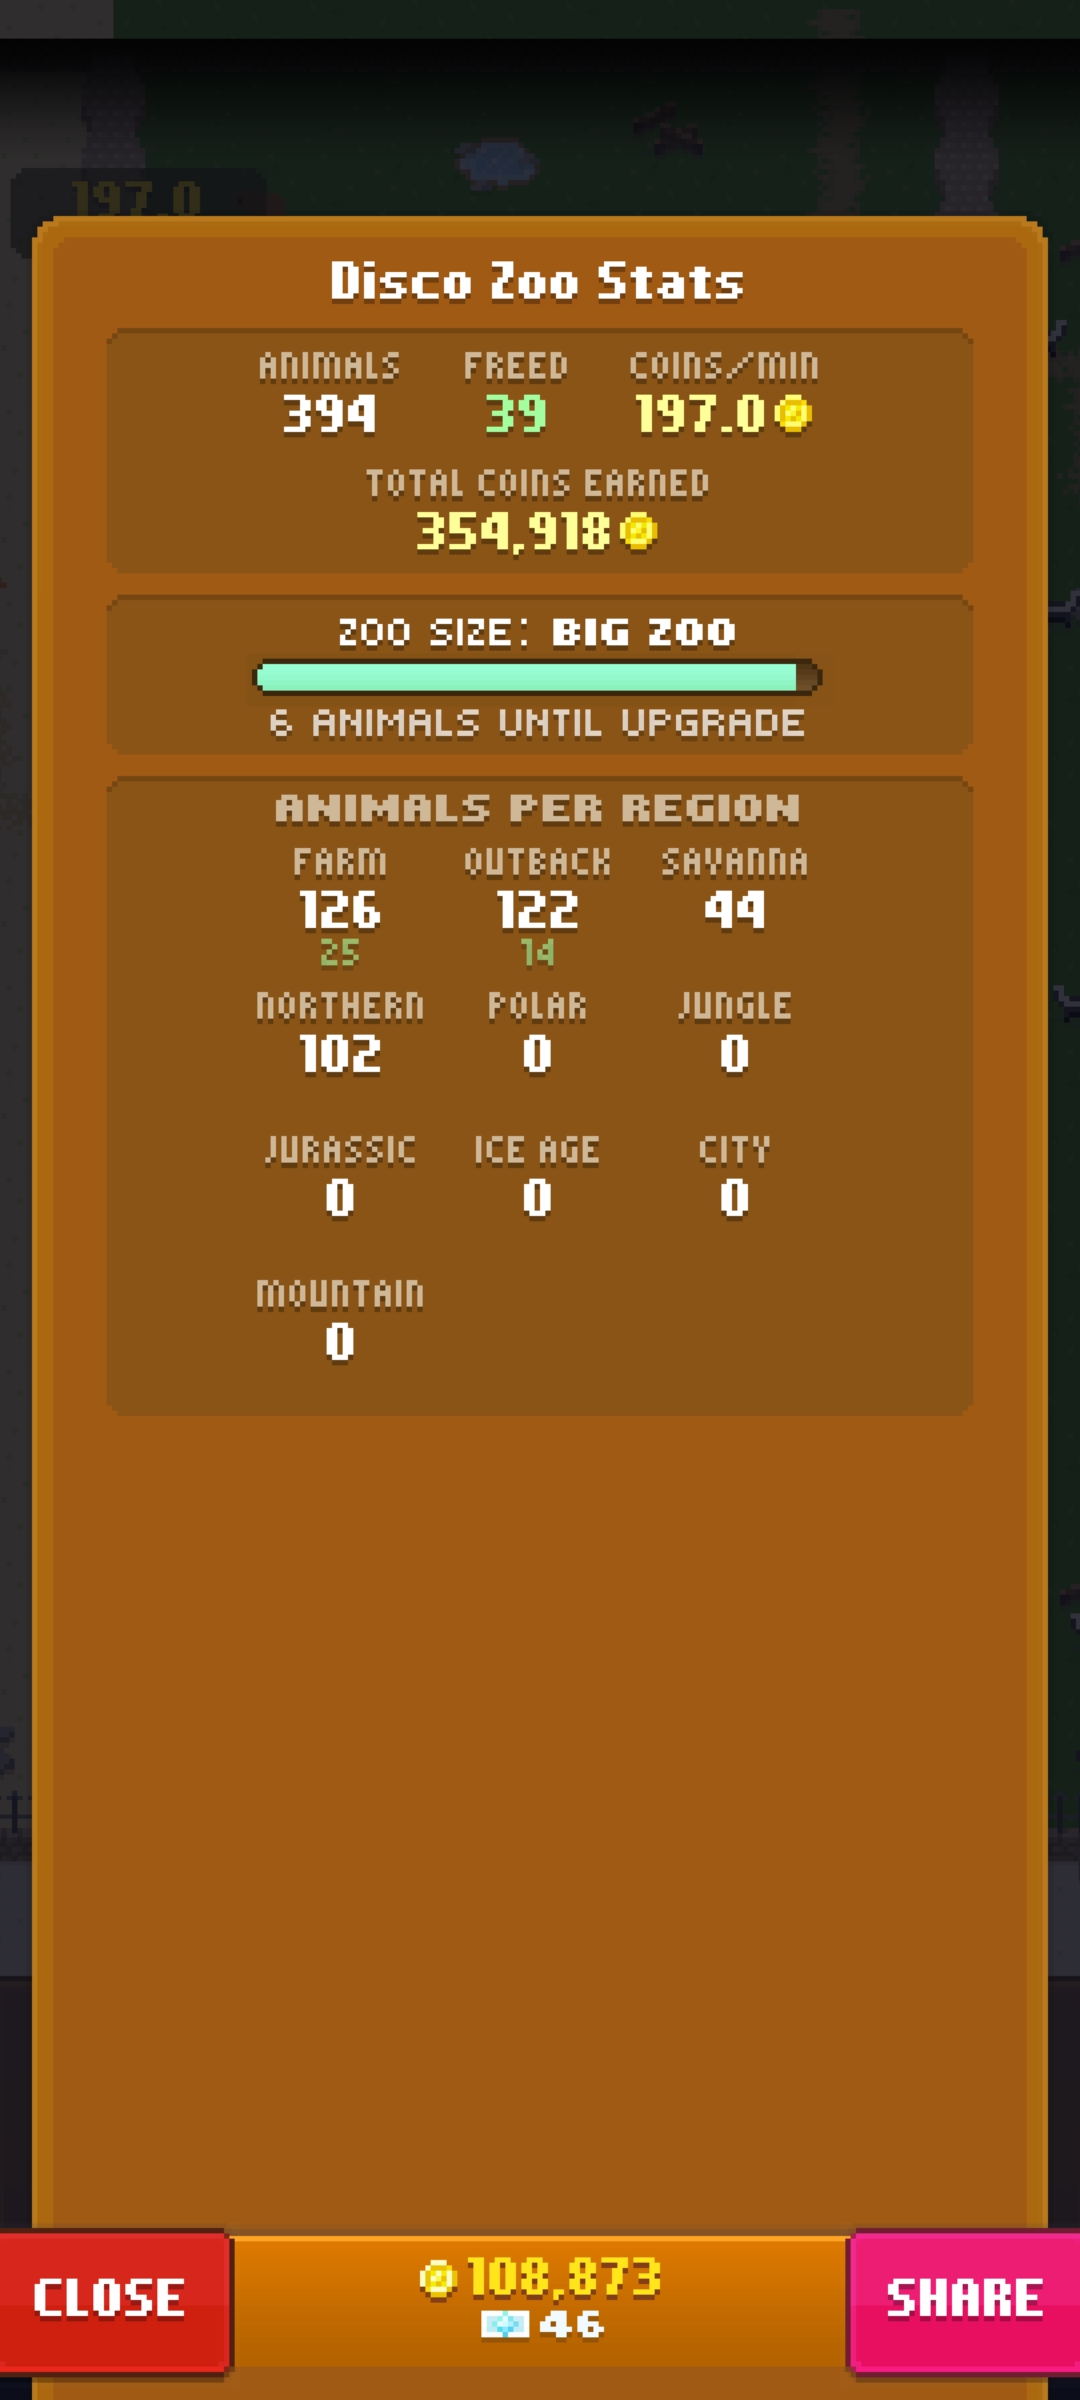 197.0
Disco Zoo Stats
ANIMALS FREED COINS/MIN
394 39 197.0
TOTAL COINS EARNED
354,918
ZOO SIZE: BIG ZOO
6 ANIMALS UNTIL UPGRADE
ANIMALS PER REGION
FARM OUTBACK SAVANNA
126 122 44
25 14
NORTHERN POLAR JUNGLE
102 0 0
JURASSIC ICE AGE CITY
0 0 0
MOUNTAIN
0
CLOSE 108,873 SHARE
46